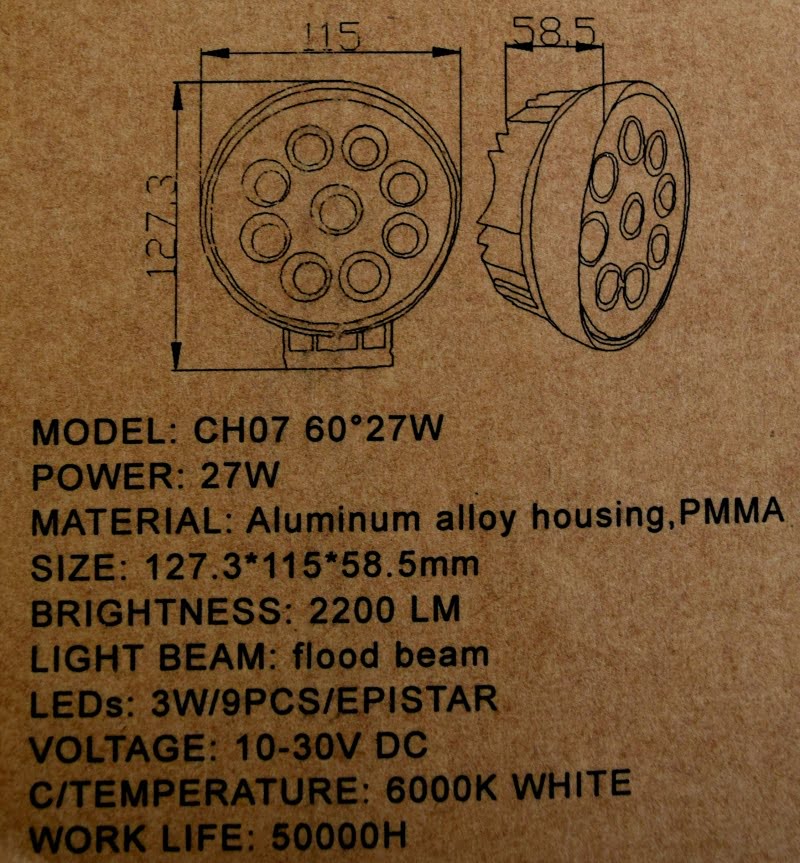 115
58.5
127.3
MODEL: CH07 60°27W
POWER: 27W
MATERIAL: Aluminum alloy housing,PMMA
SIZE: 127.3*115*58.5mm
BRIGHTNESS: 2200 LM
LIGHT BEAM: flood beam
LEDs: 3W/9PCS/EPISTAR
VOLTAGE: 10-30V DC
C/TEMPERATURE: 6000K WHITE
WORK LIFE: 50000H